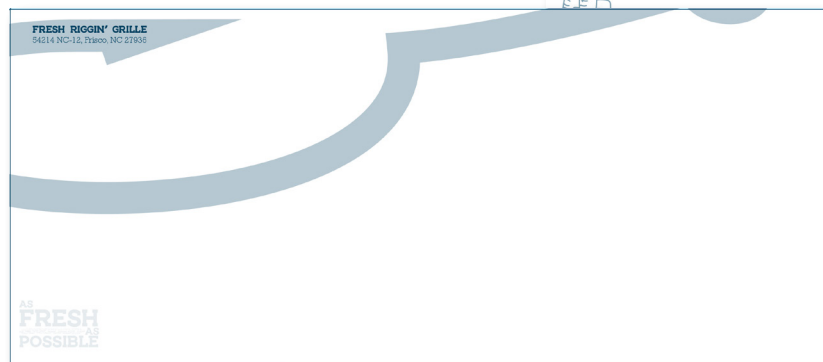 FRESH RIGGIN' GRILLE
54214 NC-12, Frisco, NC 27936
AS
FRESH
AS
POSSIBLE